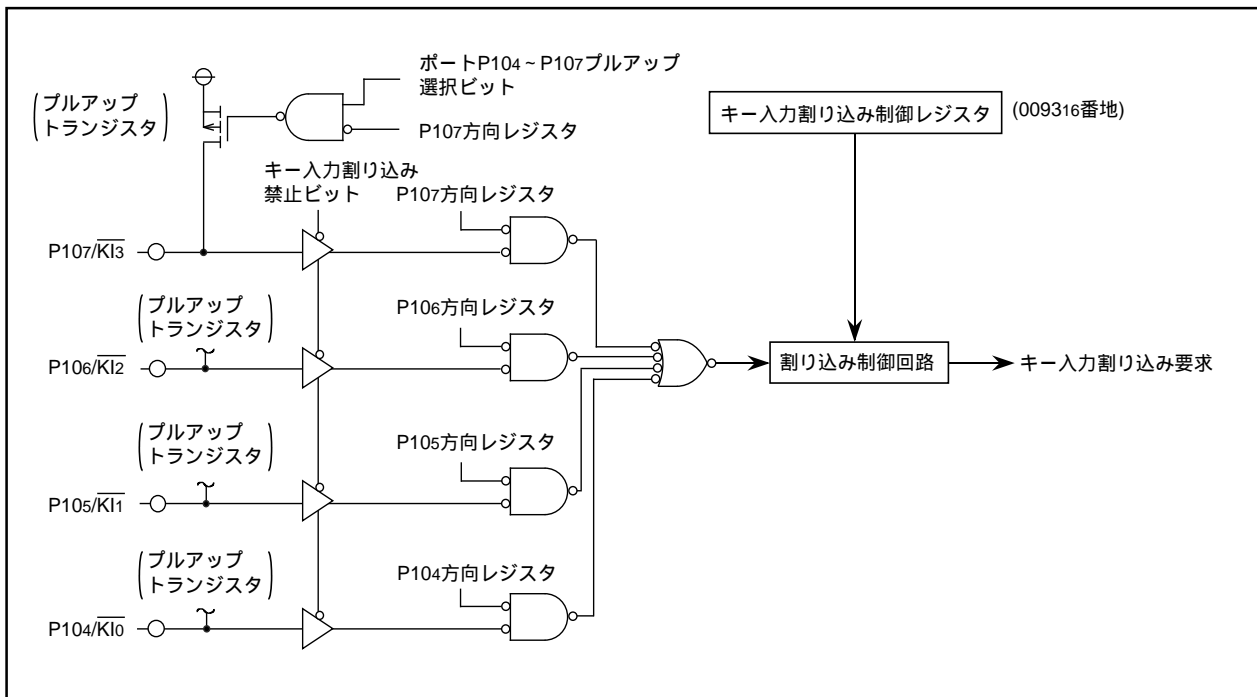 ポートP104~P107プルアップ
選択ビット
(プルアップ
トランジスタ)
P107方向レジスタ
キー入力割り込み制御レジスタ (009316番地)
キー入力割り込み
禁止ビット
P107方向レジスタ
P107/KI3
(プルアップ
トランジスタ)
P106方向レジスタ
P106/KI2
割り込み制御回路
キー入力割り込み要求
(プルアップ
トランジスタ)
P105方向レジスタ
P105/KI1
(プルアップ
トランジスタ)
P104方向レジスタ
P104/KI0